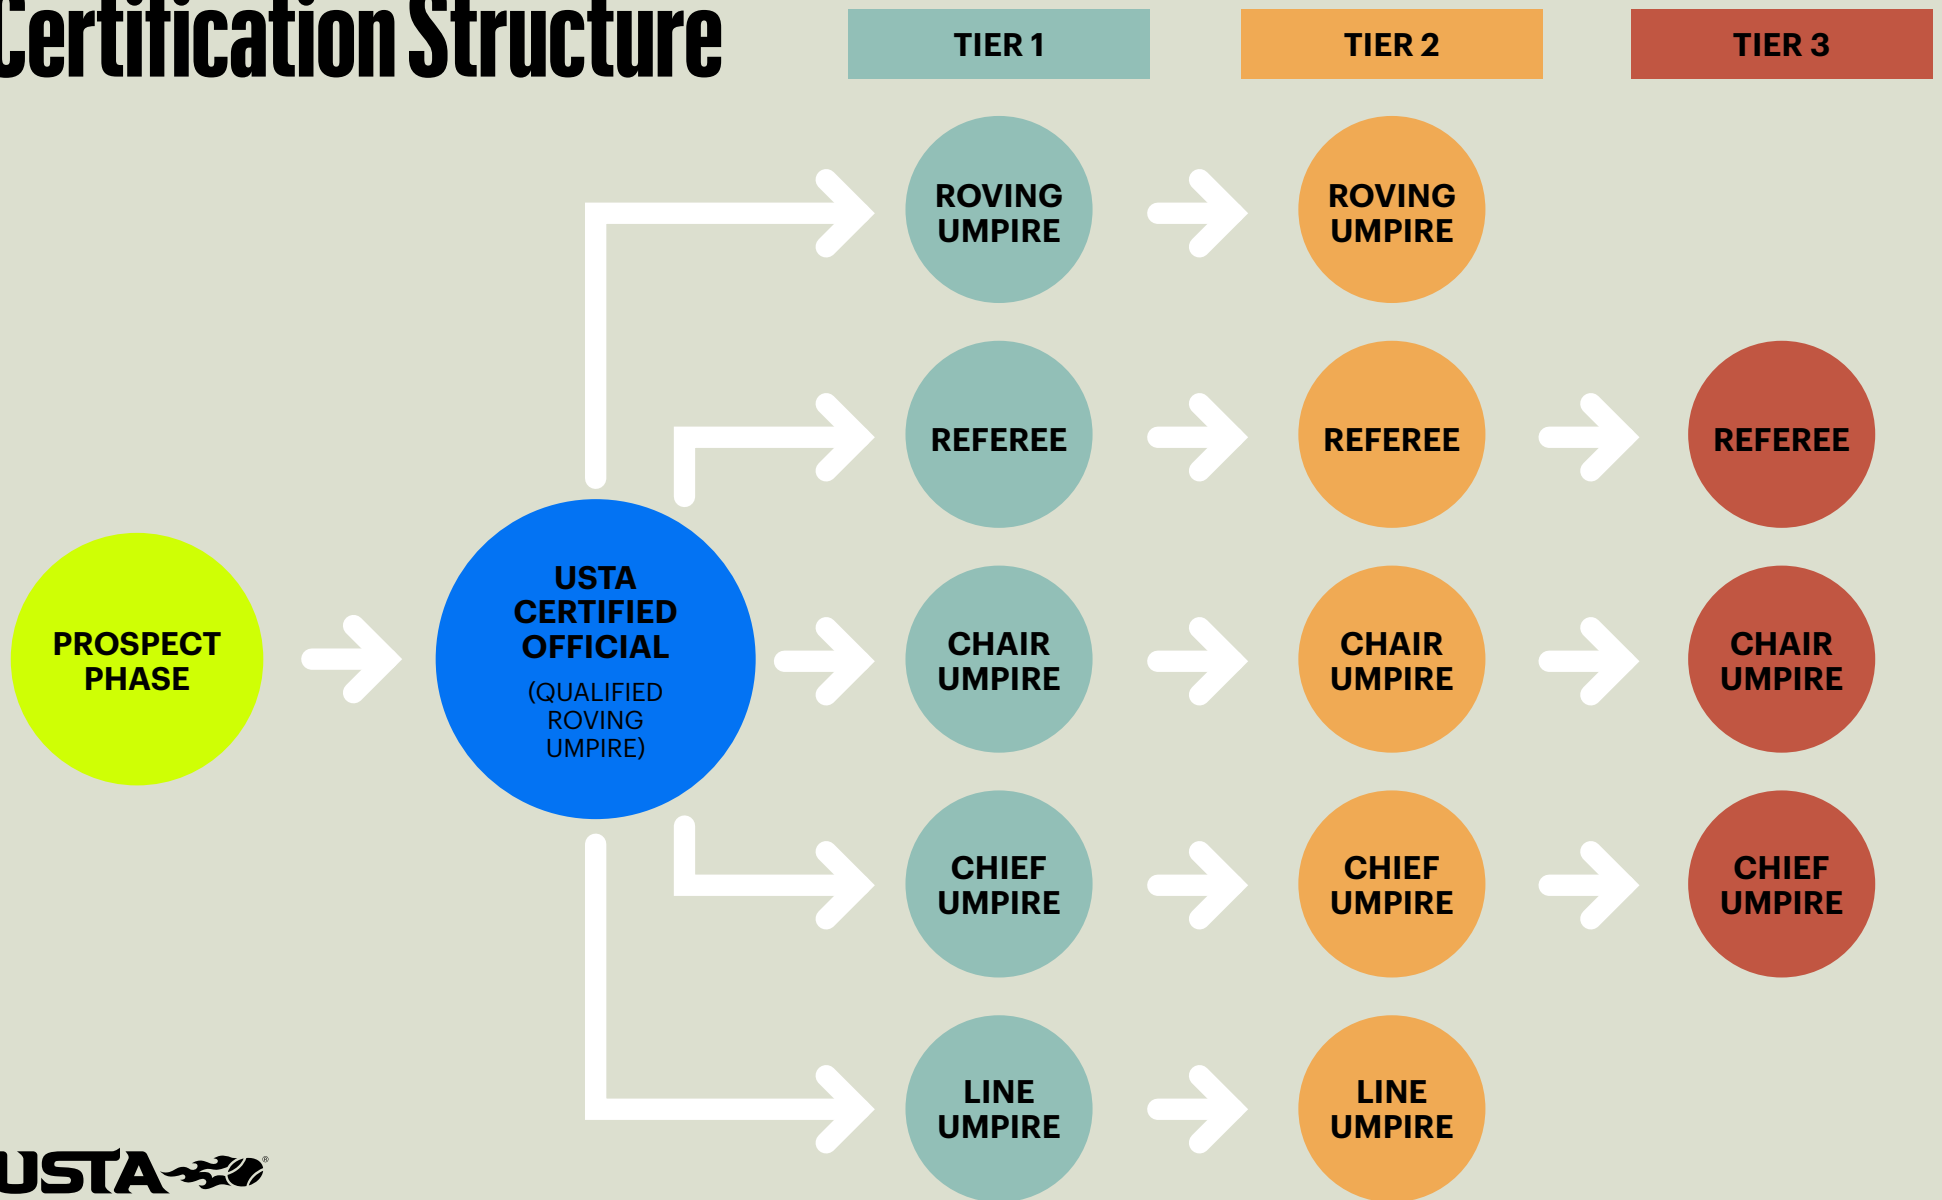 Certification Structure
TIER 1
TIER 2
TIER 3
ROVING
UMPIRE
ROVING
UMPIRE
REFEREE
REFEREE
REFEREE
PROSPECT
PHASE
USTA
CERTIFIED
OFFICIAL
(QUALIFIED
ROVING
UMPIRE)
CHAIR
UMPIRE
CHAIR
UMPIRE
CHAIR
UMPIRE
CHIEF
UMPIRE
CHIEF
UMPIRE
CHIEF
UMPIRE
LINE
UMPIRE
LINE
UMPIRE
USTA®